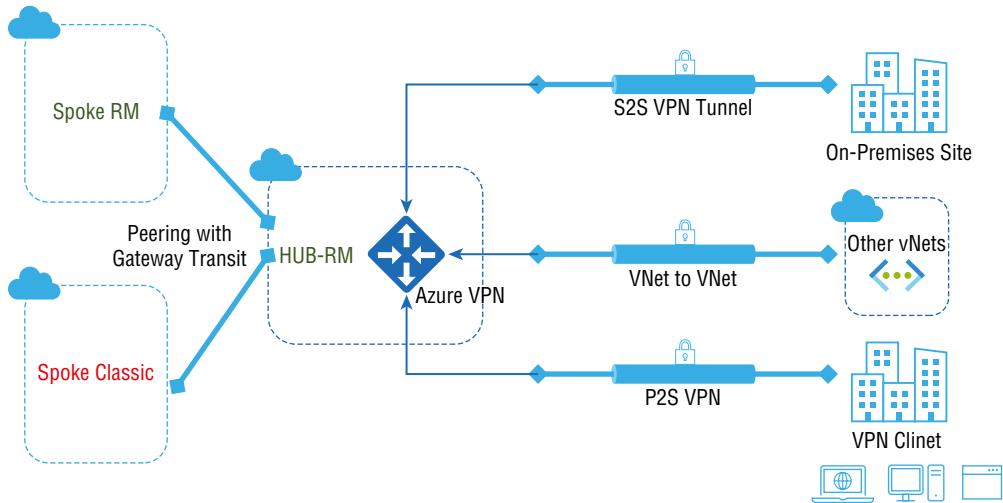 Spoke RM
S2S VPN Tunnel
On-Premises Site
Peering with
Gateway Transit
HUB-RM
Azure VPN
VNet to VNet
Other vNets
Spoke Classic
P2S VPN
VPN Clinet